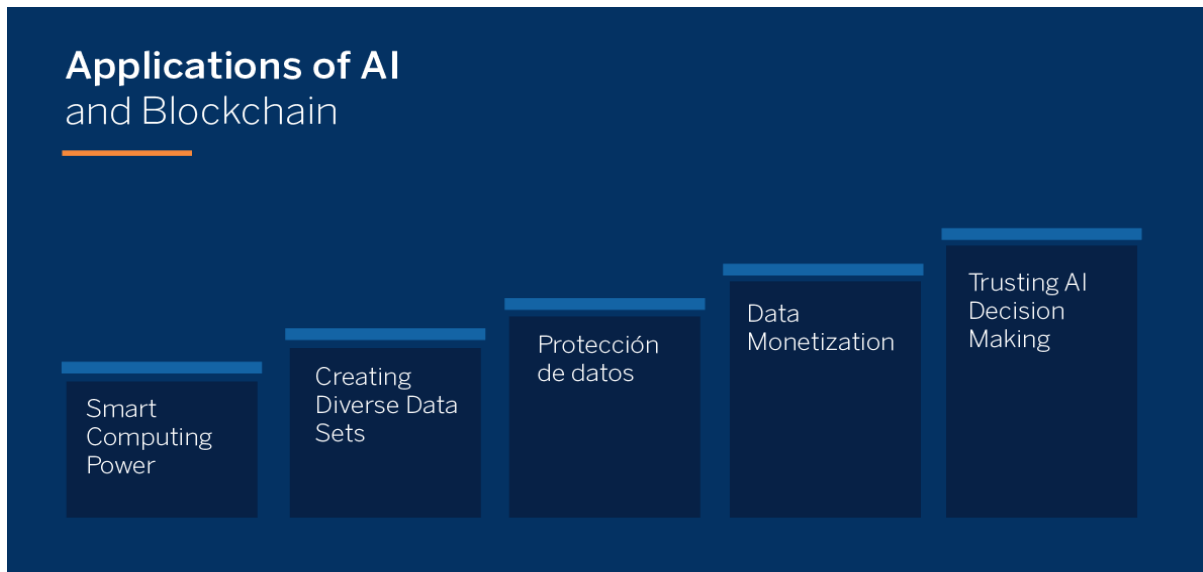 Applications of AI
and Blockchain
Smart
Computing
Power
Creating
Diverse Data
Sets
Protección
de datos
Data
Monetization
Trusting AI
Decision
Making